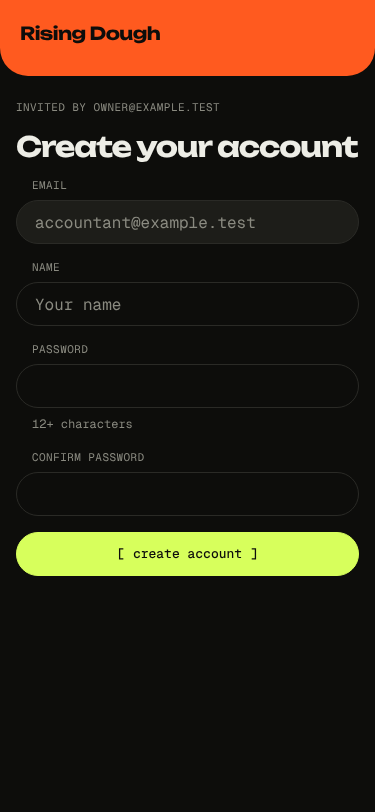 Rising Dough
INVITED BY OWNER@EXAMPLE.TEST
Create your account
EMAIL
accountant@example.test
NAME
Your name
PASSWORD
12+ characters
CONFIRM PASSWORD
[ create account ]